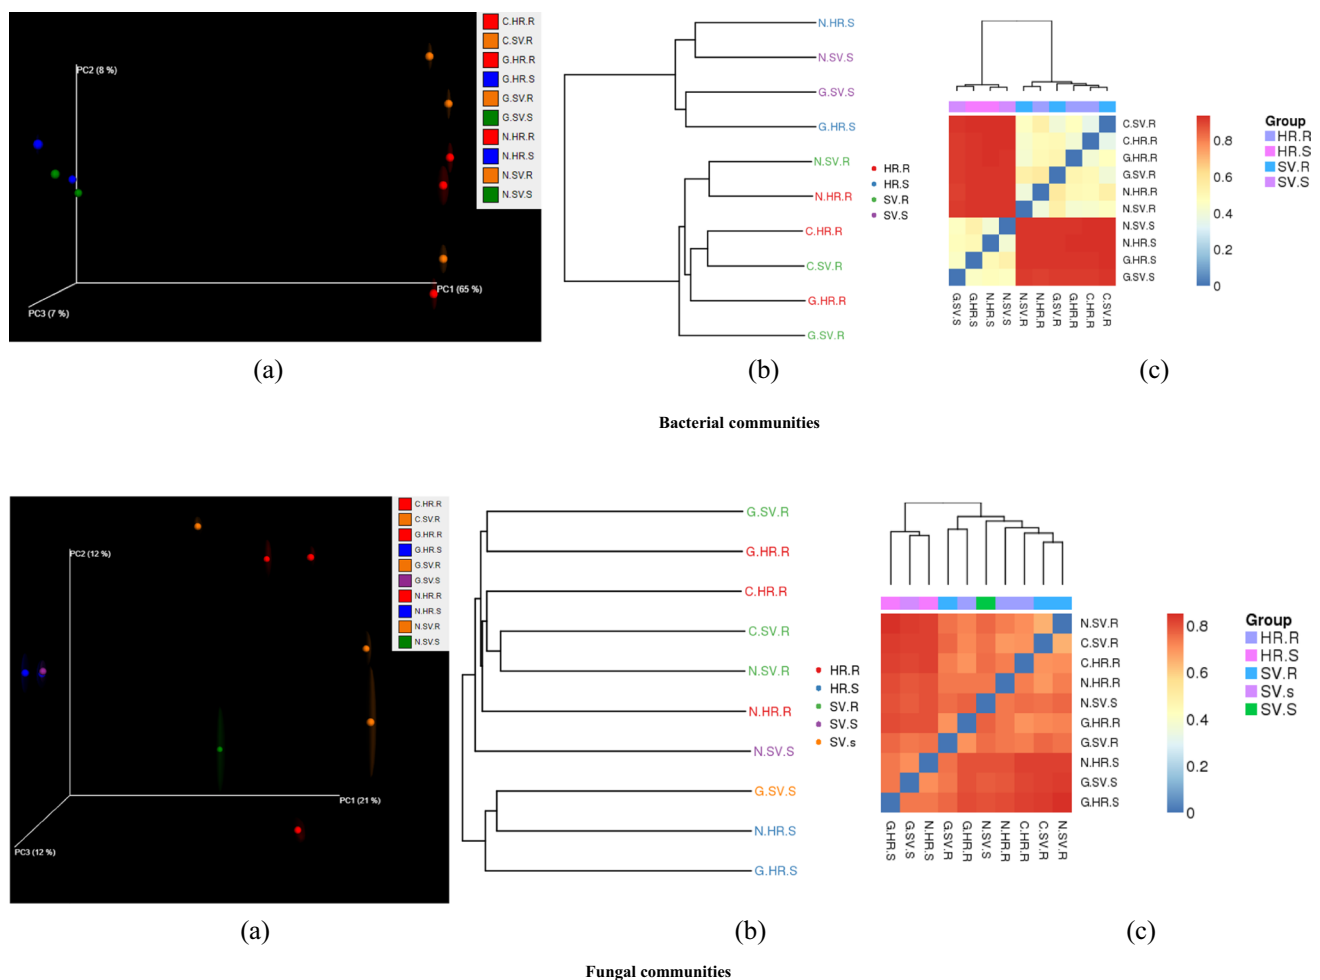 PC2 (8 %)
PC1 (65 %)
PC3 (7 %)
C.HR.R
C.SV.R
G.HR.R
G.HR.S
G.SV.R
G.SV.S
N.HR.R
N.HR.S
N.SV.R
N.SV.S
(a)
N.HR.S
N.SV.S
G.SV.S
G.HR.S
N.SV.R
N.HR.R
C.HR.R
C.SV.R
G.HR.R
G.SV.R
HR.R
HR.S
SV.R
SV.S
(b)
C.SV.R
C.HR.R
G.HR.R
G.SV.R
N.HR.R
N.SV.R
N.SV.S
N.HR.S
G.HR.S
G.SV.S
G.SV.S
G.HR.S
N.HR.S
N.SV.S
N.SV.R
N.HR.R
G.SV.R
G.HR.R
C.HR.R
C.SV.R
0.8
0.6
0.4
0.2
0
Group
HR.R
HR.S
SV.R
SV.S
(c)
Bacterial communities
PC2 (12 %)
PC1 (21 %)
PC3 (12 %)
C.HR.R
C.SV.R
G.HR.R
G.HR.S
G.SV.R
G.SV.S
N.HR.R
N.HR.S
N.SV.R
N.SV.S
(a)
G.SV.R
G.HR.R
C.HR.R
C.SV.R
N.SV.R
N.HR.R
N.SV.S
G.SV.S
N.HR.S
G.HR.S
HR.R
HR.S
SV.R
SV.S
SV.s
(b)
N.SV.R
C.SV.R
C.HR.R
N.HR.R
N.SV.S
G.HR.R
G.SV.R
N.HR.S
G.SV.S
G.HR.S
G.HR.S
G.SV.S
N.HR.S
G.SV.R
G.HR.R
N.SV.S
N.HR.R
C.HR.R
C.SV.R
N.SV.R
0.8
0.6
0.4
0.2
0
Group
HR.R
HR.S
SV.R
SV.s
SV.S
(c)
Fungal communities